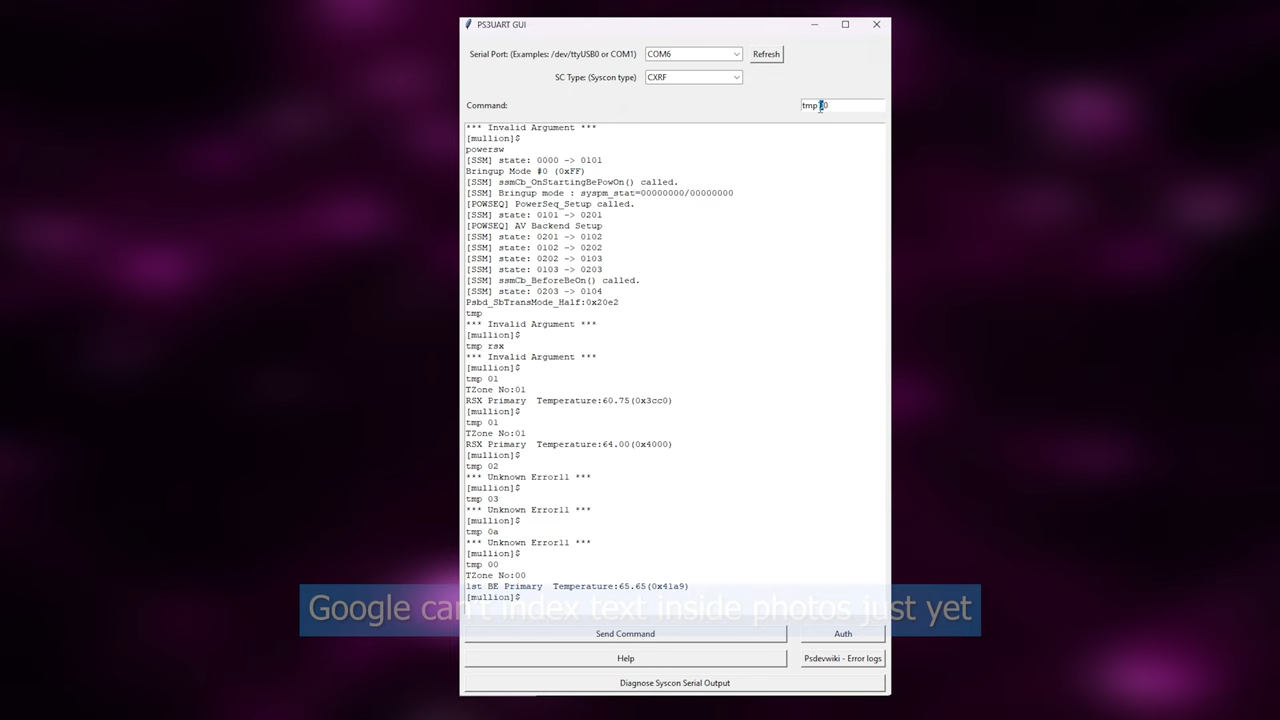 PS3UART GUI
Serial Port: (Examples: /dev/ttyUSB0 or COM1) COM6 Refresh
SC Type: (Syscon type) CXRF
Command: tmp 00
*** Invalid Argument ***
[mullion]$
powersw
[SSM] state: 0000 -> 0101
Bringup Mode #0 (0xFF)
[SSM] ssmCb_OnStartingBePowOn() called.
[SSM] Bringup mode : syspm_stat=00000000/00000000
[POWSEQ] PowerSeq_Setup called.
[SSM] state: 0101 -> 0201
[POWSEQ] AV Backend Setup
[SSM] state: 0201 -> 0102
[SSM] state: 0102 -> 0202
[SSM] state: 0202 -> 0103
[SSM] state: 0103 -> 0203
[SSM] ssmCb_BeforeBeOn() called.
[SSM] state: 0203 -> 0104
Psbd_SbTransMode_Half:0x20e2
tmp
*** Invalid Argument ***
[mullion]$
tmp rsx
*** Invalid Argument ***
[mullion]$
tmp 01
TZone No:01
RSX Primary  Temperature:60.75(0x3cc0)
[mullion]$
tmp 01
TZone No:01
RSX Primary  Temperature:64.00(0x4000)
[mullion]$
tmp 02
*** Unknown Error11 ***
[mullion]$
tmp 03
*** Unknown Error11 ***
[mullion]$
tmp 0a
*** Unknown Error11 ***
[mullion]$
tmp 00
TZone No:00
1st BE Primary  Temperature:65.65(0x41a9)
[mullion]$
Google can't index text inside photos just yet
Send Command Auth
Help Psdevwiki - Error logs
Diagnose Syscon Serial Output